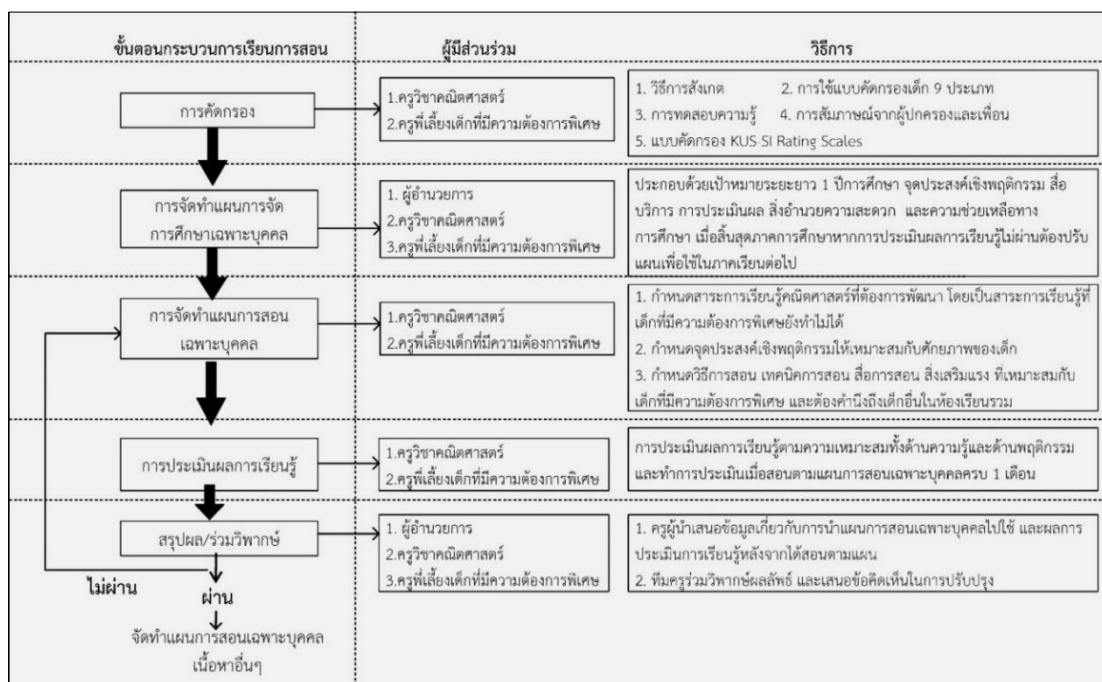 ขั้นตอนกระบวนการเรียนการสอน
ผู้มีส่วนร่วม
วิธีการ
การคัดกรอง
1.ครูวิชาคณิตศาสตร์
2.ครูพี่เลี้ยงเด็กที่มีความต้องการพิเศษ
1. วิธีการสังเกต 2. การใช้แบบคัดกรองเด็ก 9 ประเภท
3. การทดสอบความรู้ 4. การสัมภาษณ์จากผู้ปกครองและเพื่อน
5. แบบคัดกรอง KUS-SI Rating Scales
การจัดทำแผนการจัด
การศึกษาเฉพาะบุคคล
1. ผู้อำนวยการ
2.ครูวิชาคณิตศาสตร์
3.ครูพี่เลี้ยงเด็กที่มีความต้องการพิเศษ
ประกอบด้วยเป้าหมายระยะยาว 1 ปีการศึกษา จุดประสงค์เชิงพฤติกรรม สื่อ
บริการ การประเมินผล สิ่งอำนวยความสะดวก และความช่วยเหลือทาง
การศึกษา เมื่อสิ้นสุดภาคการศึกษาหากการประเมินผลการเรียนรู้ไม่ผ่านต้องปรับ
แผนเพื่อใช้ในภาคเรียนต่อไป
การจัดทำแผนการสอน
เฉพาะบุคคล
1.ครูวิชาคณิตศาสตร์
2.ครูพี่เลี้ยงเด็กที่มีความต้องการพิเศษ
1. กำหนดสาระการเรียนรู้คณิตศาสตร์ที่ต้องการพัฒนา โดยเป็นสาระการเรียนรู้ที่
เด็กที่มีความต้องการพิเศษยังทำไม่ได้
2. กำหนดจุดประสงค์เชิงพฤติกรรมให้เหมาะสมกับศักยภาพของเด็ก
3. กำหนดวิธีการสอน เทคนิคการสอน สื่อการสอน สิ่งเสริมแรง ที่เหมาะสมกับ
เด็กที่มีความต้องการพิเศษ และต้องคำนึงถึงเด็กอื่นในห้องเรียนรวม
การประเมินผลการเรียนรู้
1.ครูวิชาคณิตศาสตร์
2.ครูพี่เลี้ยงเด็กที่มีความต้องการพิเศษ
การประเมินผลการเรียนรู้ตามความเหมาะสมทั้งด้านความรู้และด้านพฤติกรรม
และทำการประเมินเมื่อสอนตามแผนการสอนเฉพาะบุคคลครบ 1 เดือน
สรุปผล/ร่วมวิพากษ์
1. ผู้อำนวยการ
2.ครูวิชาคณิตศาสตร์
3.ครูพี่เลี้ยงเด็กที่มีความต้องการพิเศษ
1. ครูผู้นำเสนอข้อมูลเกี่ยวกับการนำแผนการสอนเฉพาะบุคคลไปใช้ และผลการ
ประเมินการเรียนรู้หลังจากได้สอนตามแผน
2. ทีมครูร่วมวิพากษ์ผลลัพธ์ และเสนอข้อคิดเห็นในการปรับปรุง
ไม่ผ่าน
ผ่าน
จัดทำแผนการสอนเฉพาะบุคคล
เนื้อหาอื่นๆ